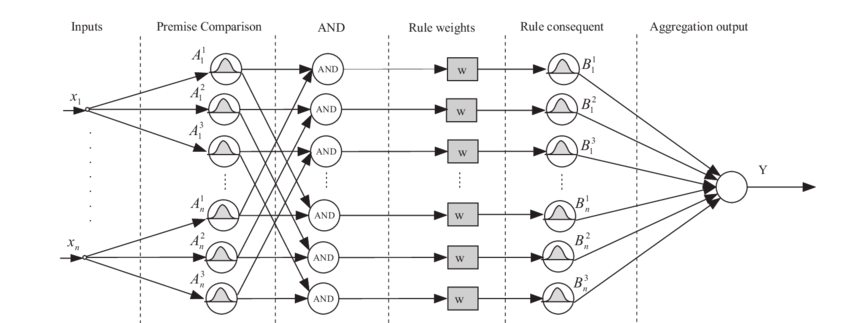 Inputs Premise Comparison AND Rule weights Rule consequent Aggregation output
A₁¹ AND w B₁¹
x₁ A₁² AND w B₁²
A₁³ AND w B₁³
Y
Aₙ¹ AND w Bₙ¹
xₙ Aₙ² AND w Bₙ²
Aₙ³ AND w Bₙ³